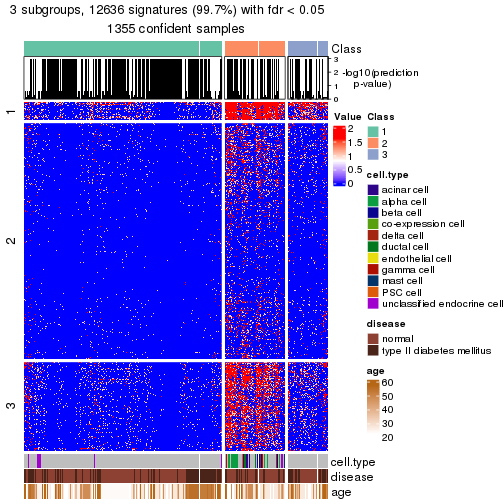 3 subgroups, 12636 signatures (99.7%) with fdr < 0.05
1355 confident samples
Class
3
2
1
0
-log10(prediction
p-value)
1
2
3
Value
2
1.5
1
0.5
0
Class
1
2
3
cell.type
acinar cell
alpha cell
beta cell
co-expression cell
delta cell
ductal cell
endothelial cell
gamma cell
mast cell
PSC cell
unclassified endocrine cell
disease
normal
type II diabetes mellitus
age
60
50
40
30
20
cell.type
disease
age